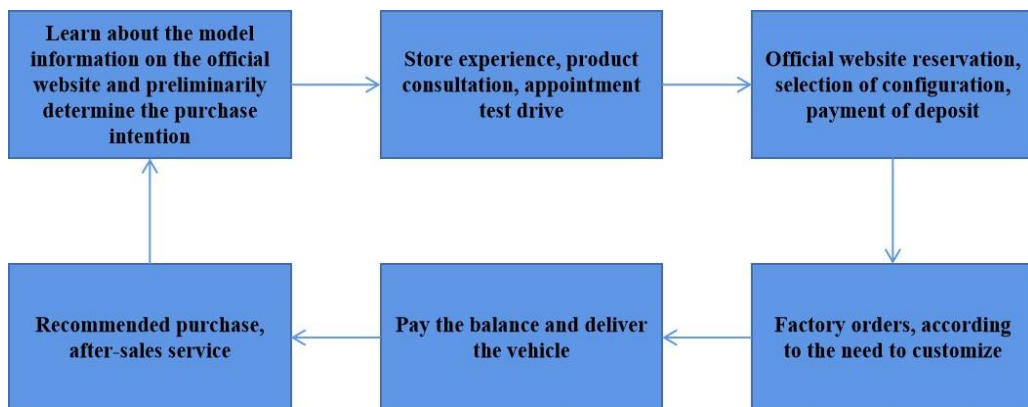 Learn about the model
information on the official
website and preliminarily
determine the purchase
intention
Store experience, product
consultation, appointment
test drive
Official website reservation,
selection of configuration,
payment of deposit
Recommended purchase,
after-sales service
Pay the balance and deliver
the vehicle
Factory orders, according
to the need to customize